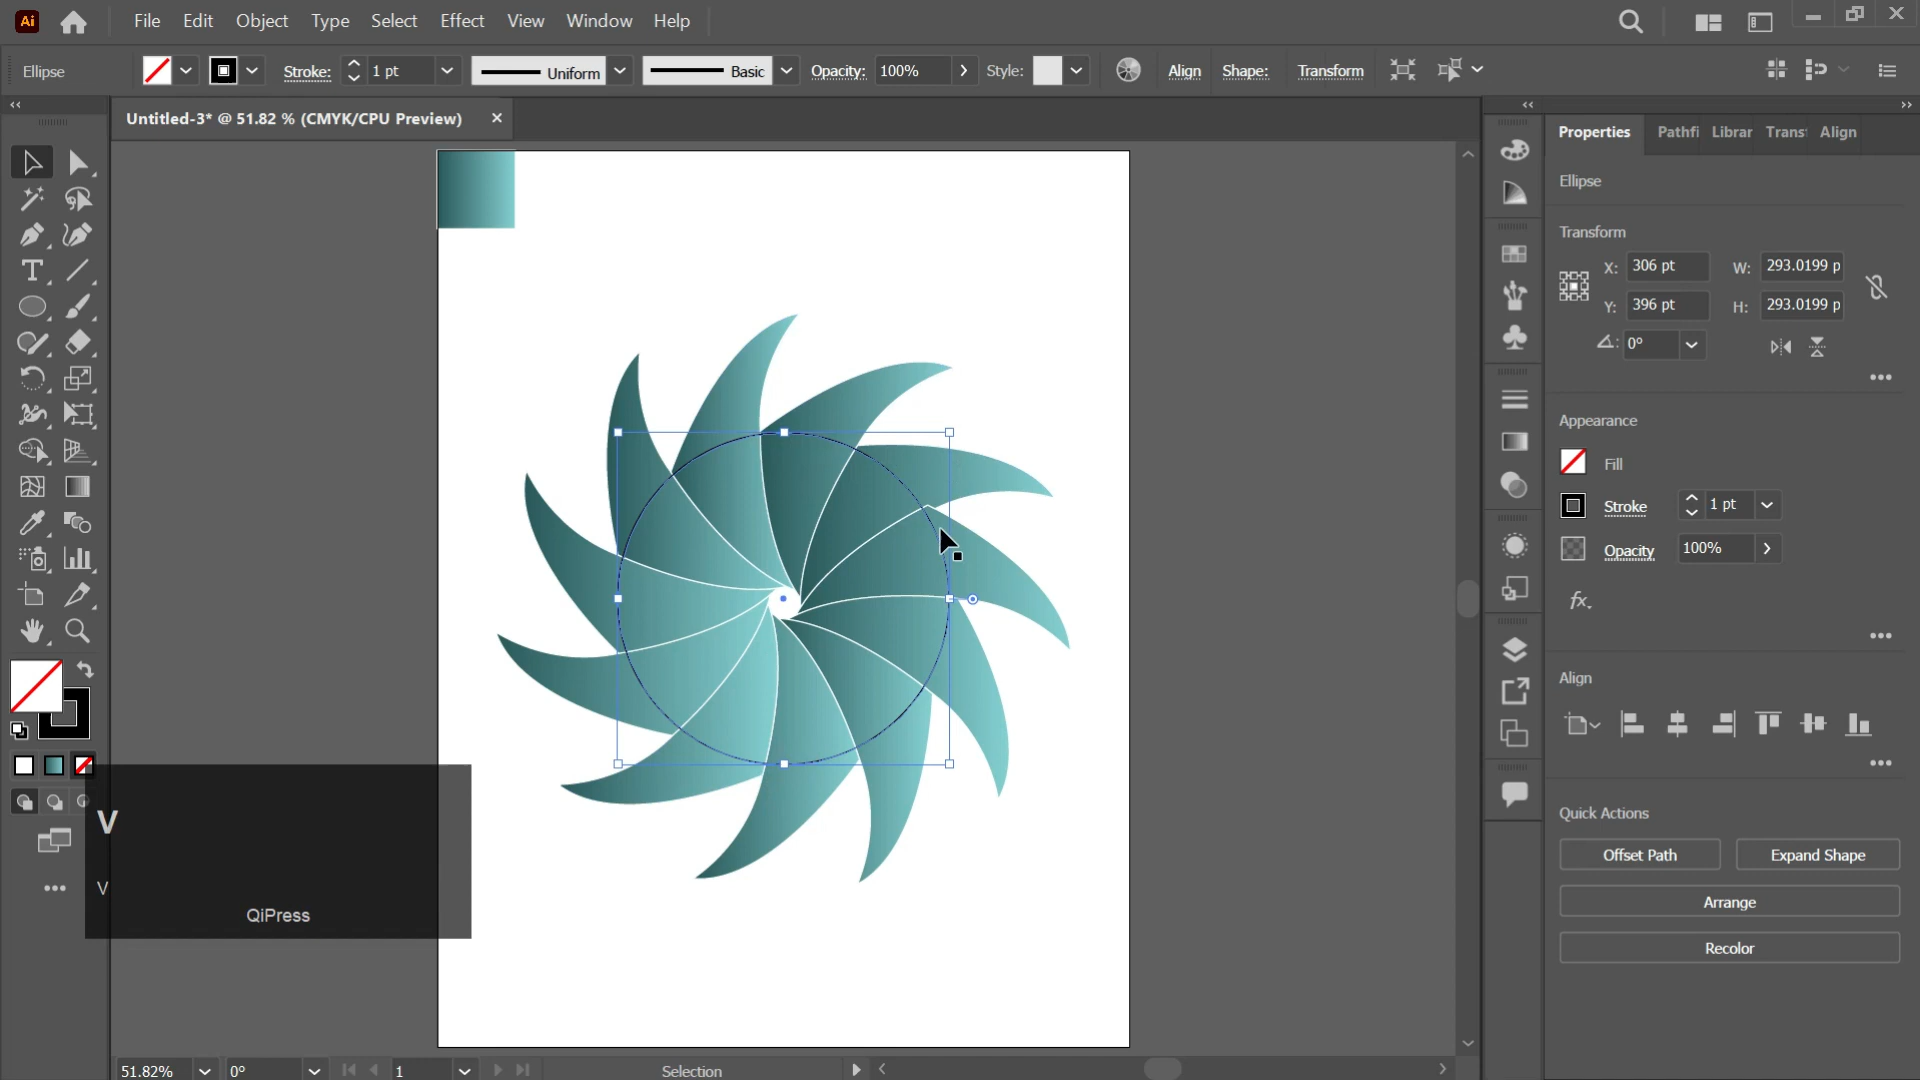 Ai File Edit Object Type Select Effect View Window Help
Ellipse Stroke: 1 pt Uniform Basic Opacity: 100% Style: Align Shape: Transform
Untitled-3* @ 51.82 % (CMYK/CPU Preview)
Properties Pathfi Librar Trans Align
Ellipse
Transform
X: 306 pt W: 293.0199 p
Y: 396 pt H: 293.0199 p
0°
Appearance
Fill
Stroke 1 pt
Opacity 100%
fx.
Align
Quick Actions
Offset Path Expand Shape
Arrange
Recolor
V
V
QiPress
51.82% 0° 1 Selection